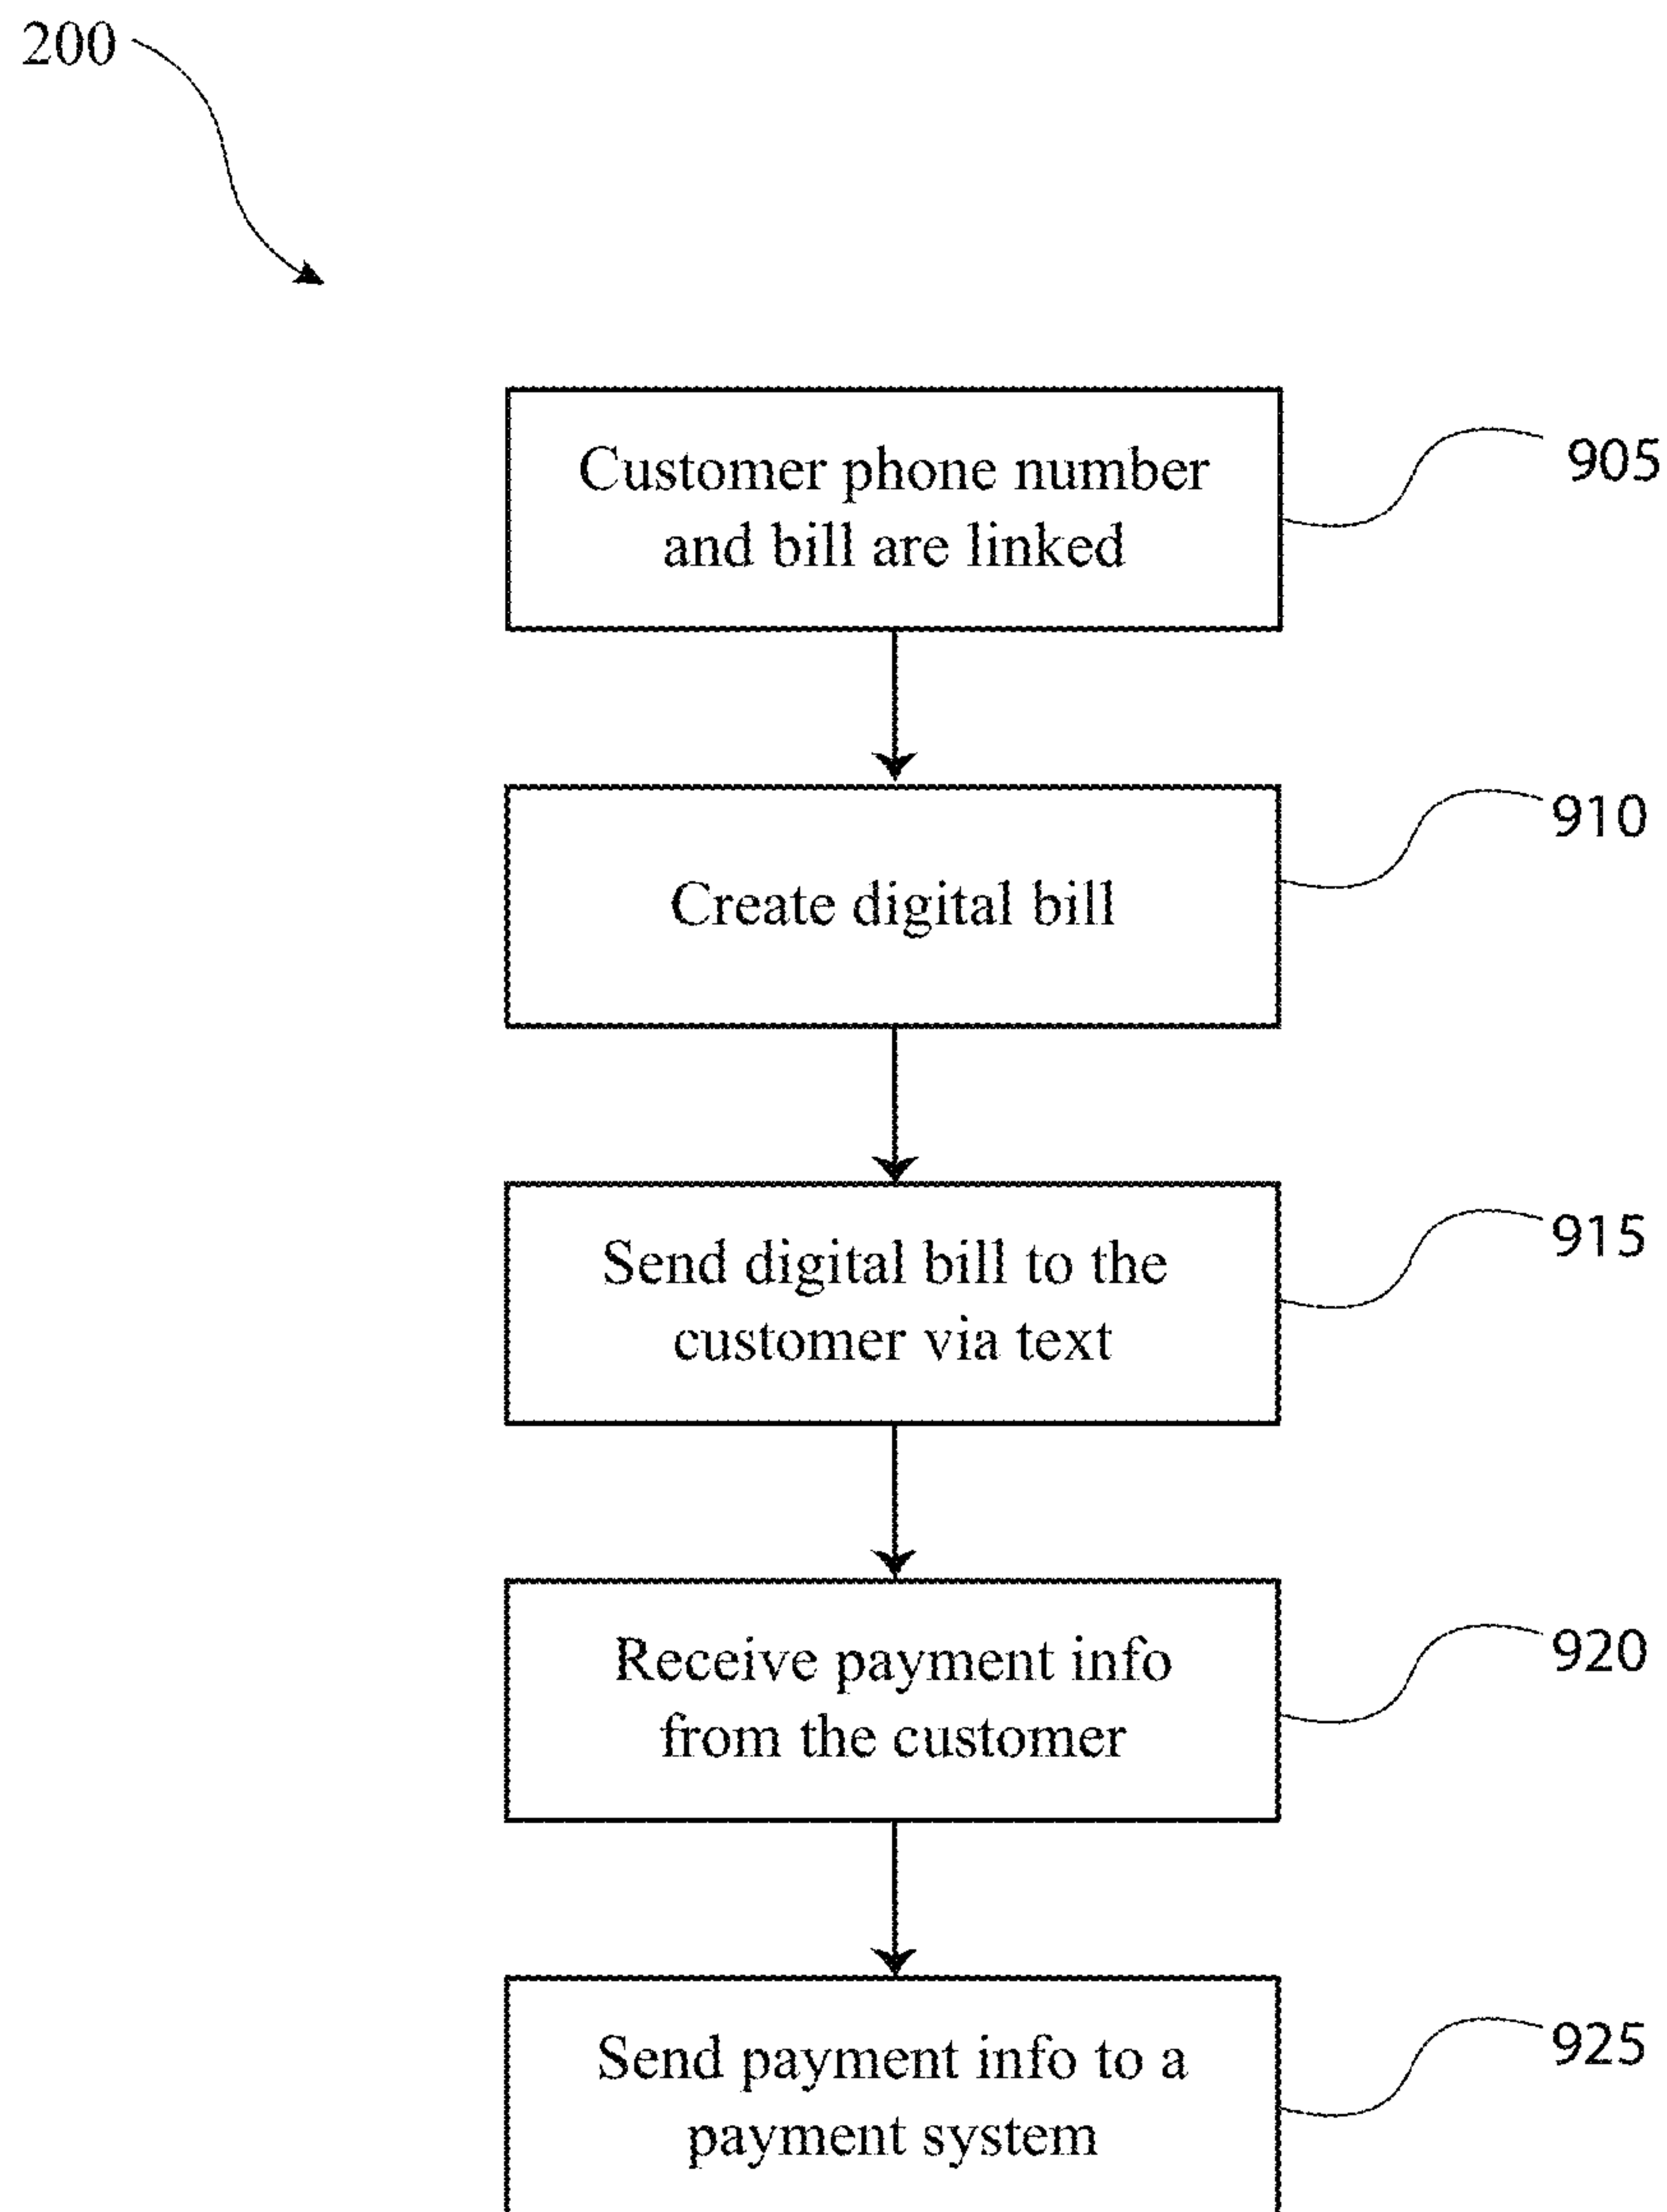 200
Customer phone number
and bill are linked
905
Create digital bill
910
Send digital bill to the
customer via text
915
Receive payment info
from the customer
920
Send payment info to a
payment system
925